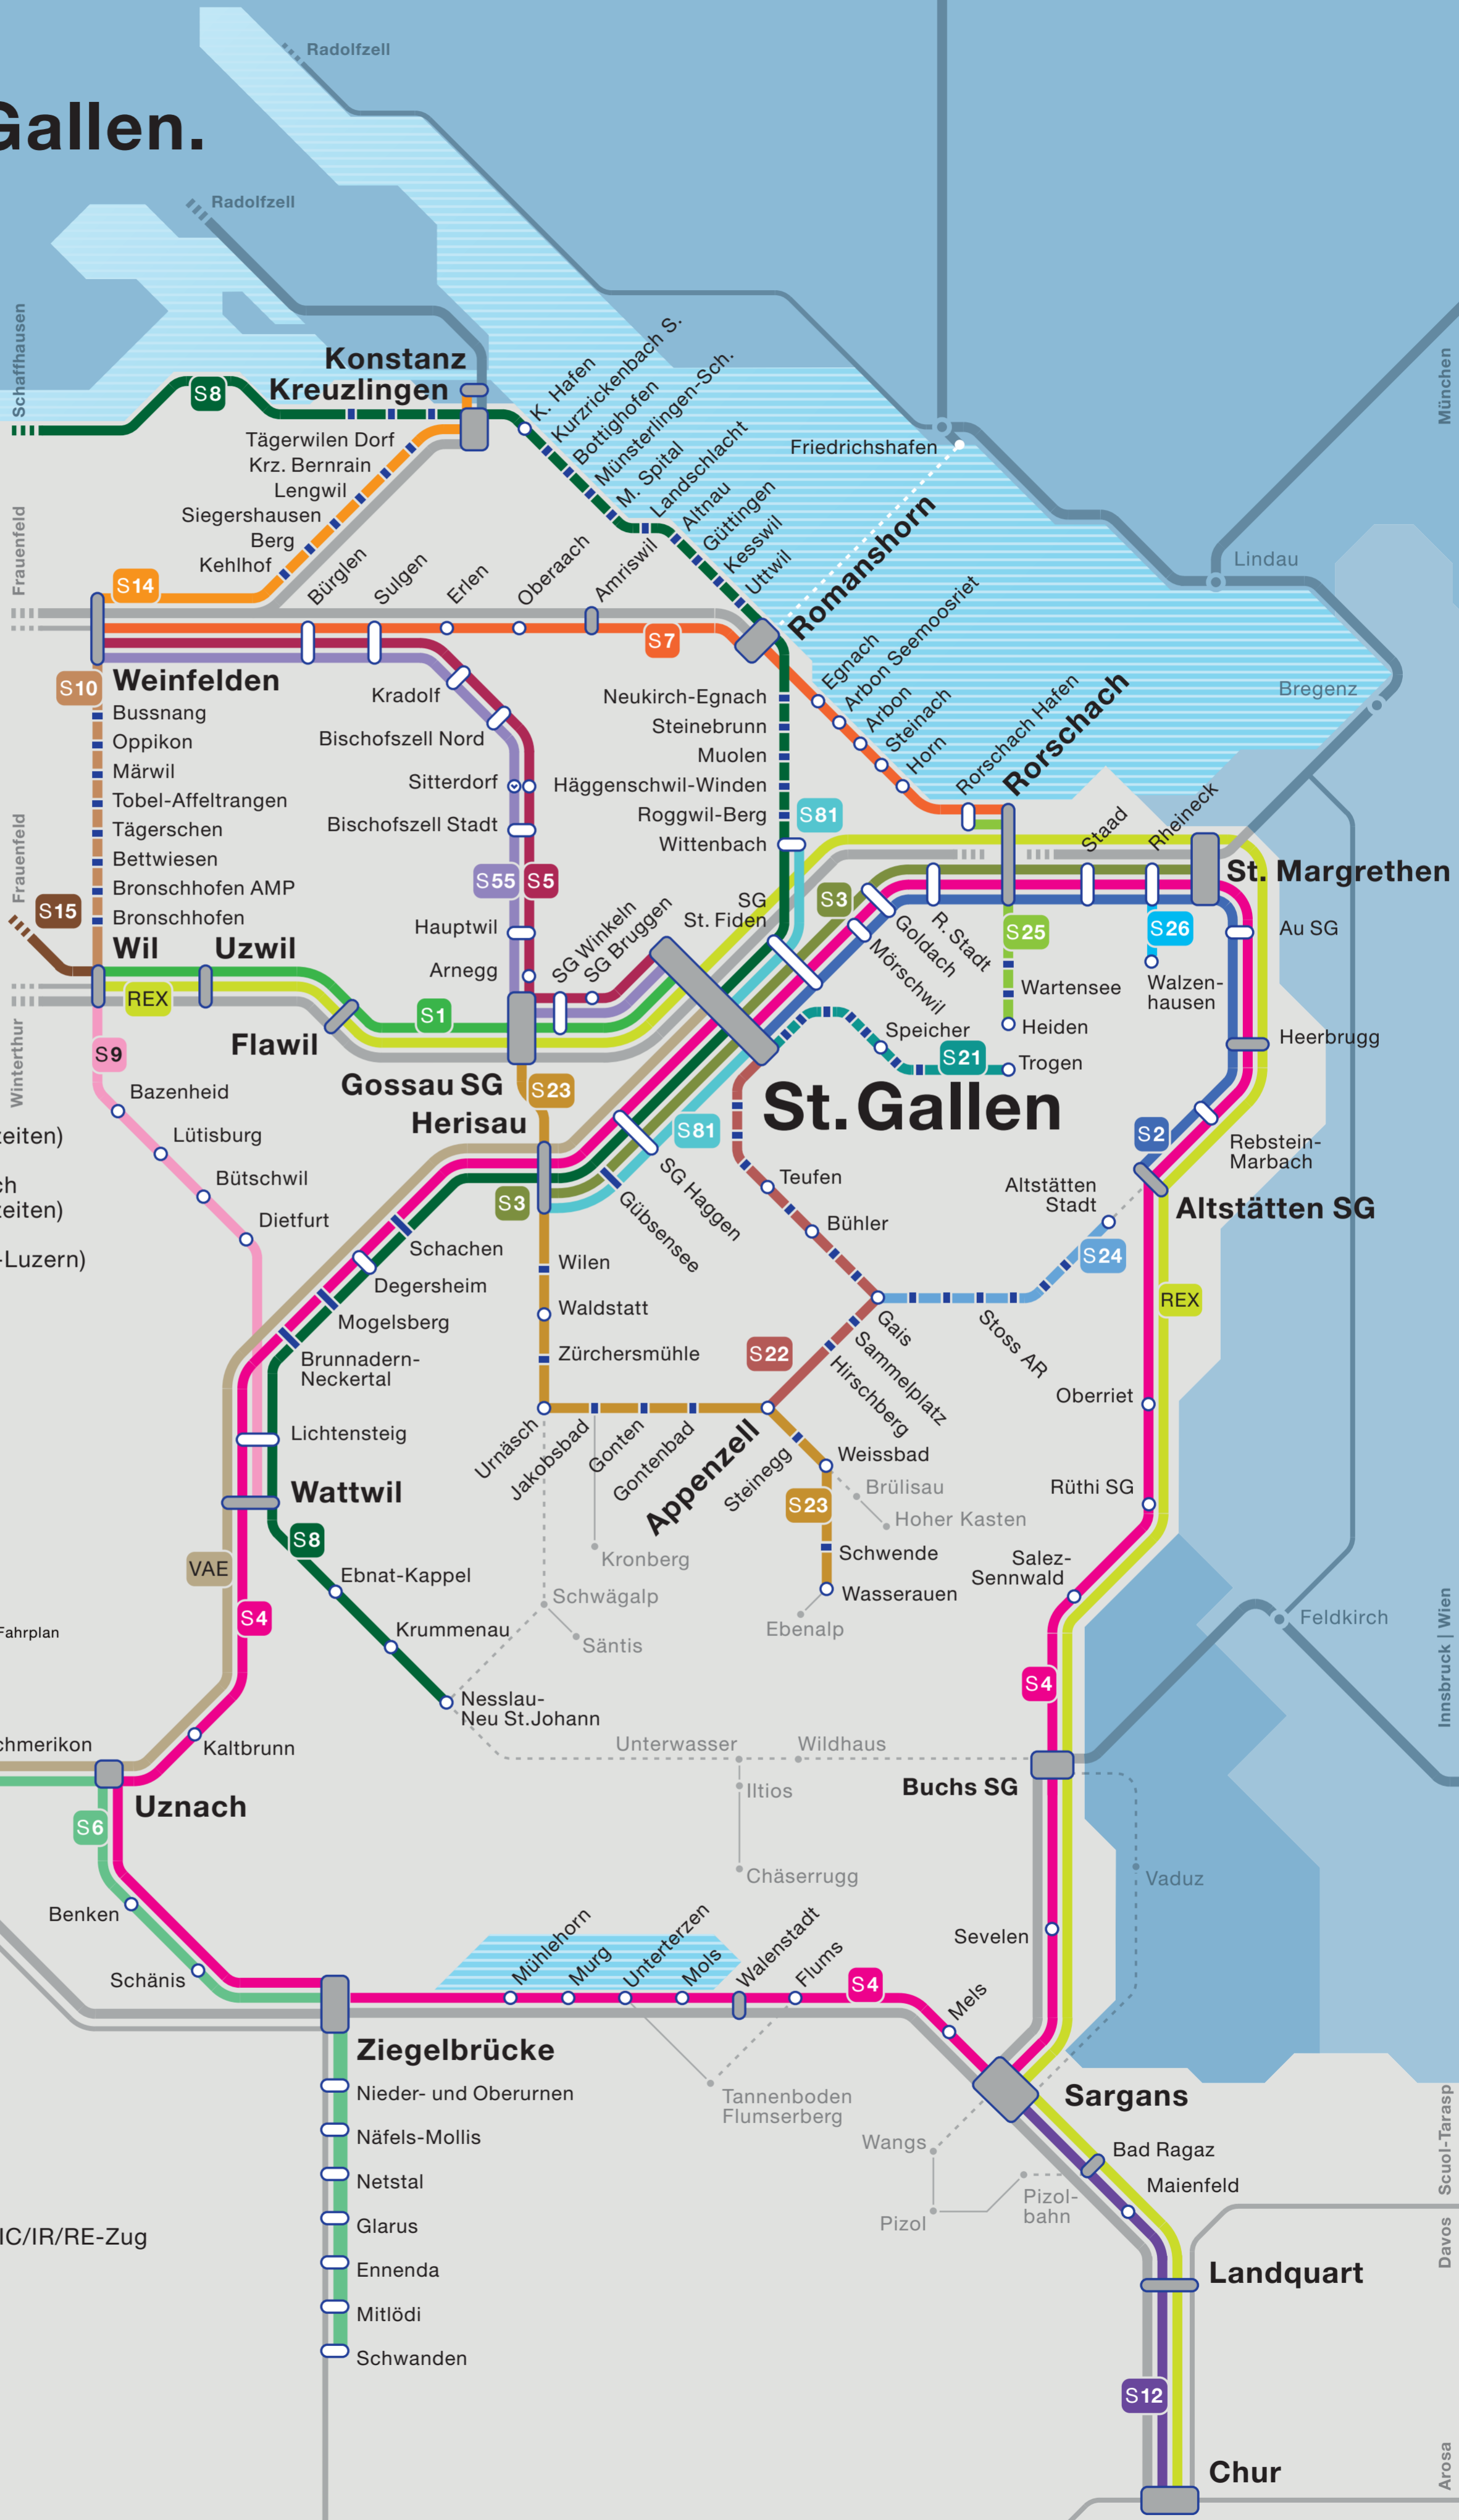 Radolfzell
Gallen.
Radolfzell
Schaffhausen
München
Konstanz
Kreuzlingen
S8
K. Hafen
Kurzrickenbach S.
Bottighofen
Münsterlingen-Sch.
M. Spital
Landschlacht
Altnau
Güttingen
Kesswil
Uttwil
Friedrichshafen
Romanshorn
Lindau
Bregenz
Tägerwilen Dorf
Krz. Bernrain
Lengwil
Siegershausen
Berg
Kehlhof
Frauenfeld
S14
Bürglen
Sulgen
Erlen
Oberaach
Amriswil
S7
S10
Weinfelden
Bussnang
Oppikon
Märwil
Tobel-Affeltrangen
Tägerschen
Bettwiesen
Bronschhofen AMP
Bronschhofen
Kradolf
Bischofszell Nord
Sitterdorf
Bischofszell Stadt
S55
S5
Hauptwil
Arnegg
Neukirch-Egnach
Steinebrunn
Muolen
Häggenschwil-Winden
Roggwil-Berg
Wittenbach
S81
Egnach
Arbon Seemoosriet
Arbon
Steinach
Horn
Rorschach Hafen
Rorschach
Staad
Rheineck
St. Margrethen
Frauenfeld
S15
Wil
Uzwil
REX
S1
Flawil
Gossau SG
SG Winkeln
SG Bruggen
SG
St. Fiden
S3
Goldach
Mörschwil
R. Stadt
S25
S26
Wartsensee
Heiden
Walzen-
hausen
Au SG
Heerbrugg
Speicher
S21
Trogen
St.Gallen
Winterthur
S9
Bazenheid
Lütisburg
Bütschwil
Dietfurt
S23
Herisau
S81
S3
SG Haggen
Gübsensee
S2
Rebstein-
Marbach
Altstätten
Stadt
Altstätten SG
S24
REX
zeiten)
ch
zeiten)
-Luzern)
Schachen
Degersheim
Mogelsberg
Brunnadern-
Neckertal
Lichtensteig
Wattwil
Wilen
Waldstatt
Zürchersmühle
Urnäsch
Jakobsbad
Gonten
Gontenbad
Appenzell
Teufen
Bühler
Gais
Sammelplatz
Hirschberg
S22
Stoss AR
Steinegg
Weissbad
Brülisau
Hoher Kasten
S23
Schwende
Wasserauen
Ebenalp
Kronberg
Schwägalp
Säntis
Oberriet
Rüthi SG
Salez-
Sennwald
Feldkirch
Innsbruck | Wien
S8
VAE
S4
Ebnat-Kappel
Krummenau
Nesslau-
Neu St.Johann
Fahrplan
S4
chmerikon
Kaltbrunn
Uznach
S6
Benken
Schänis
Unterwasser
Wildhaus
Iltios
Chäserrugg
Buchs SG
Vaduz
Sevelen
Mühlehorn
Murg
Unterterzen
Mols
Walenstadt
Flums
S4
Mels
Ziegelbrücke
Nieder- und Oberurnen
Näfels-Mollis
Netstal
Glarus
Ennenda
Mitlödi
Schwanden
Tannenboden
Flumserberg
Sargans
Wangs
Pizol
Pizol-
bahn
Bad Ragaz
Maienfeld
Scuol-Tarasp
Davos
IC/IR/RE-Zug
Landquart
S12
Chur
Arosa